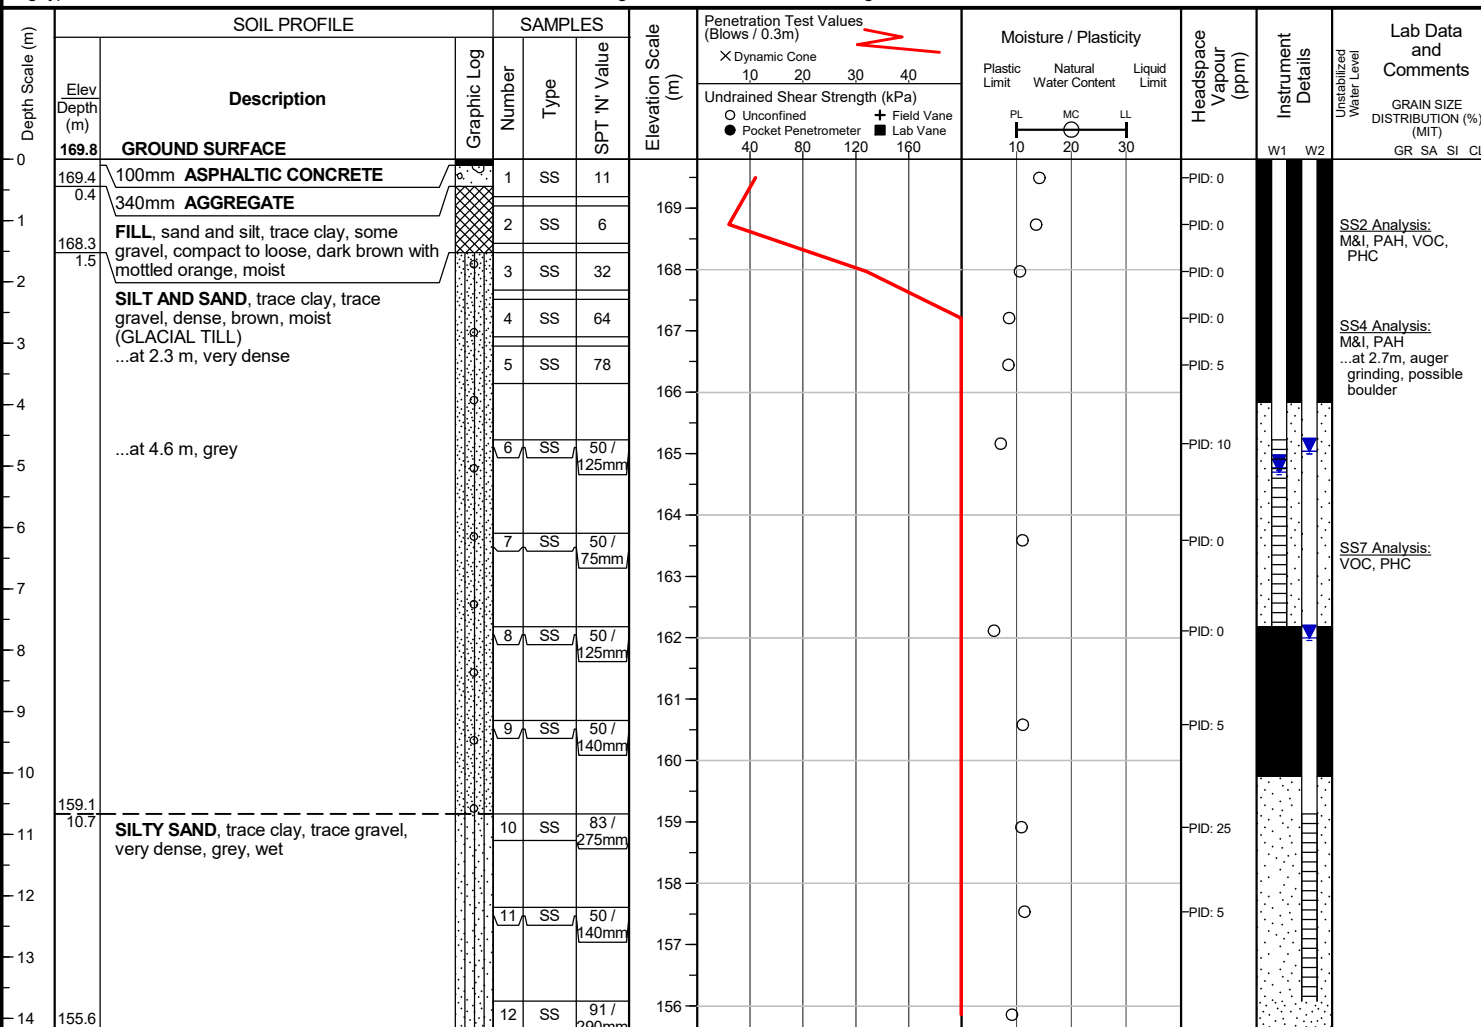 SOIL PROFILE
SAMPLES
Depth Scale (m)
Elev
Depth
(m)
Description
Graphic Log
Number
Type
SPT 'N' Value
Elevation Scale
(m)
Penetration Test Values
(Blows / 0.3m)
Dynamic Cone
10 20 30 40
Undrained Shear Strength (kPa)
Unconfined Field Vane
Pocket Penetrometer Lab Vane
40 80 120 160
Moisture / Plasticity
Plastic Limit
Natural Water Content
Liquid Limit
PL MC LL
10 20 30
Headspace
Vapour
(ppm)
Instrument
Details
W1 W2
Unstabilized
Water Level
Lab Data
and
Comments
GRAIN SIZE
DISTRIBUTION (%)
(MIT)
GR SA SI CL
169.8 GROUND SURFACE
0
169.4 100mm ASPHALTIC CONCRETE
0.4
340mm AGGREGATE
FILL, sand and silt, trace clay, some
gravel, compact to loose, dark brown with
mottled orange, moist
168.3
1.5
SILT AND SAND, trace clay, trace
gravel, dense, brown, moist
(GLACIAL TILL)
...at 2.3 m, very dense
...at 4.6 m, grey
159.1
10.7
SILTY SAND, trace clay, trace gravel,
very dense, grey, wet
155.6
1
2
3
4
5
6
7
8
9
10
11
12
13
14
1 SS 11
2 SS 6
3 SS 32
4 SS 64
5 SS 78
6 SS 50 /
125mm
7 SS 50 /
75mm
8 SS 50 /
125mm
9 SS 50 /
140mm
10 SS 83 /
275mm
11 SS 50 /
140mm
12 SS 91 /
290mm
169
168
167
166
165
164
163
162
161
160
159
158
157
156
PID: 0
PID: 0
PID: 0
PID: 0
PID: 5
PID: 10
PID: 0
PID: 0
PID: 5
PID: 25
PID: 5
SS2 Analysis:
M&I, PAH, VOC,
PHC
SS4 Analysis:
M&I, PAH
...at 2.7m, auger
grinding, possible
boulder
SS7 Analysis:
VOC, PHC